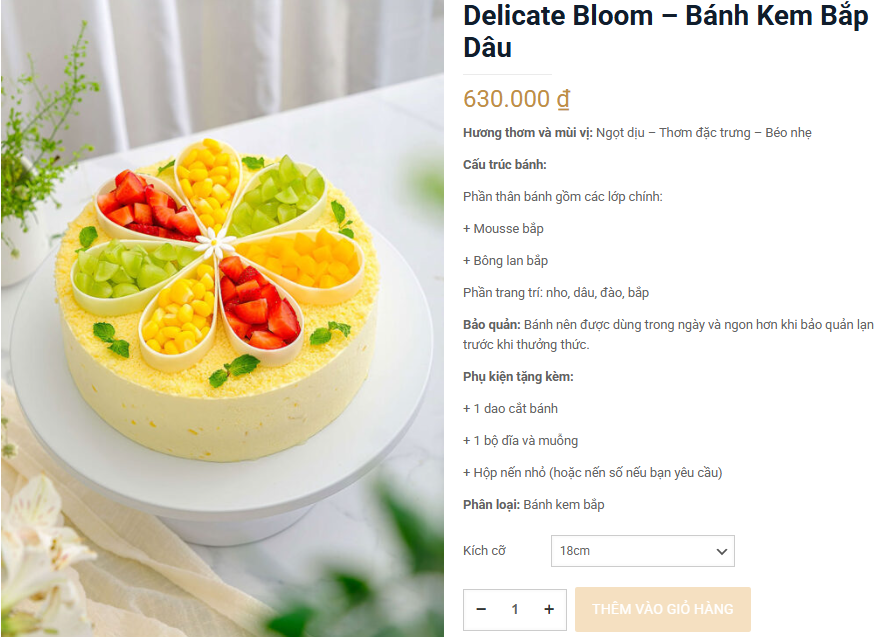 Delicate Bloom – Bánh Kem Bắp
Dâu
630.000 ₫
Hương thơm và mùi vị: Ngọt dịu – Thơm đặc trưng – Béo nhẹ
Cấu trúc bánh:
Phần thân bánh gồm các lớp chính:
+ Mousse bắp
+ Bông lan bắp
Phần trang trí: nho, dâu, đào, bắp
Bảo quản: Bánh nên được dùng trong ngày và ngon hơn khi bảo quản lạn
trước khi thưởng thức.
Phụ kiện tặng kèm:
+ 1 dao cắt bánh
+ 1 bộ đĩa và muỗng
+ Hộp nến nhỏ (hoặc nến số nếu bạn yêu cầu)
Phân loại: Bánh kem bắp
Kích cỡ 18cm
− 1 + THÊM VÀO GIỎ HÀNG